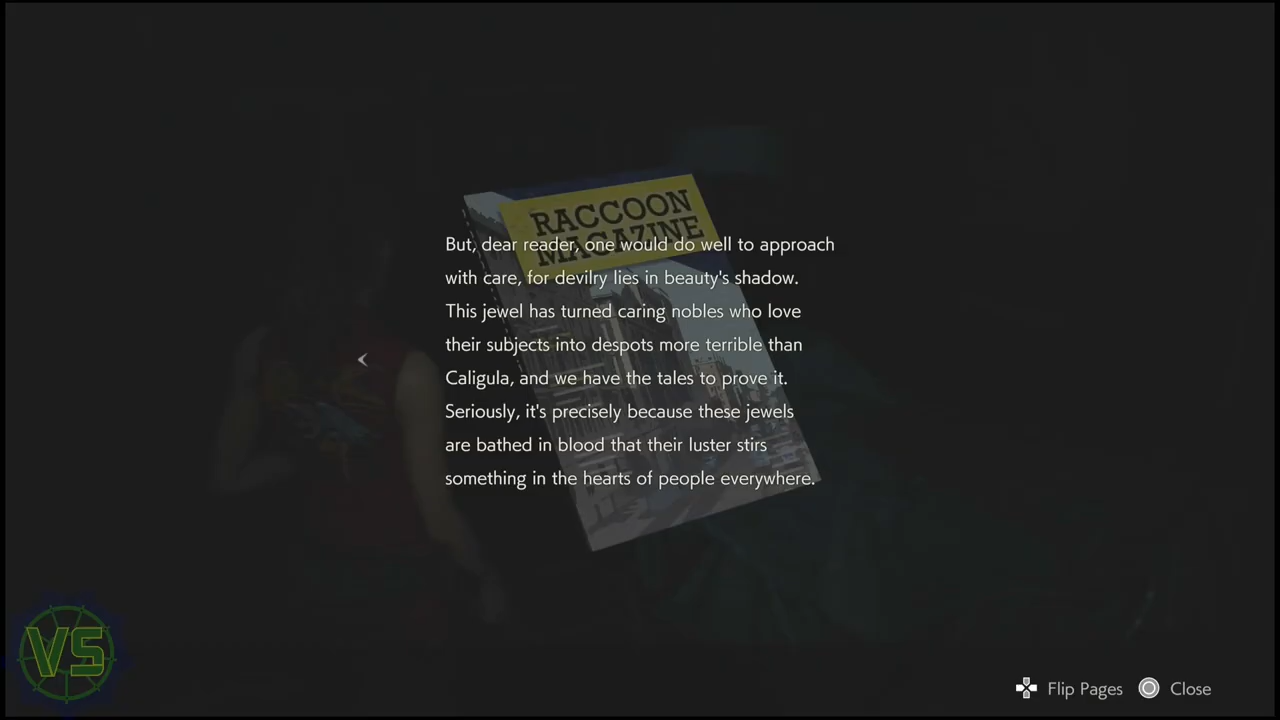 RACCOON
MAGAZINE
But, dear reader, one would do well to approach
with care, for devilry lies in beauty's shadow.
This jewel has turned caring nobles who love
their subjects into despots more terrible than
Caligula, and we have the tales to prove it.
Seriously, it's precisely because these jewels
are bathed in blood that their luster stirs
something in the hearts of people everywhere.
VS
Flip Pages
Close